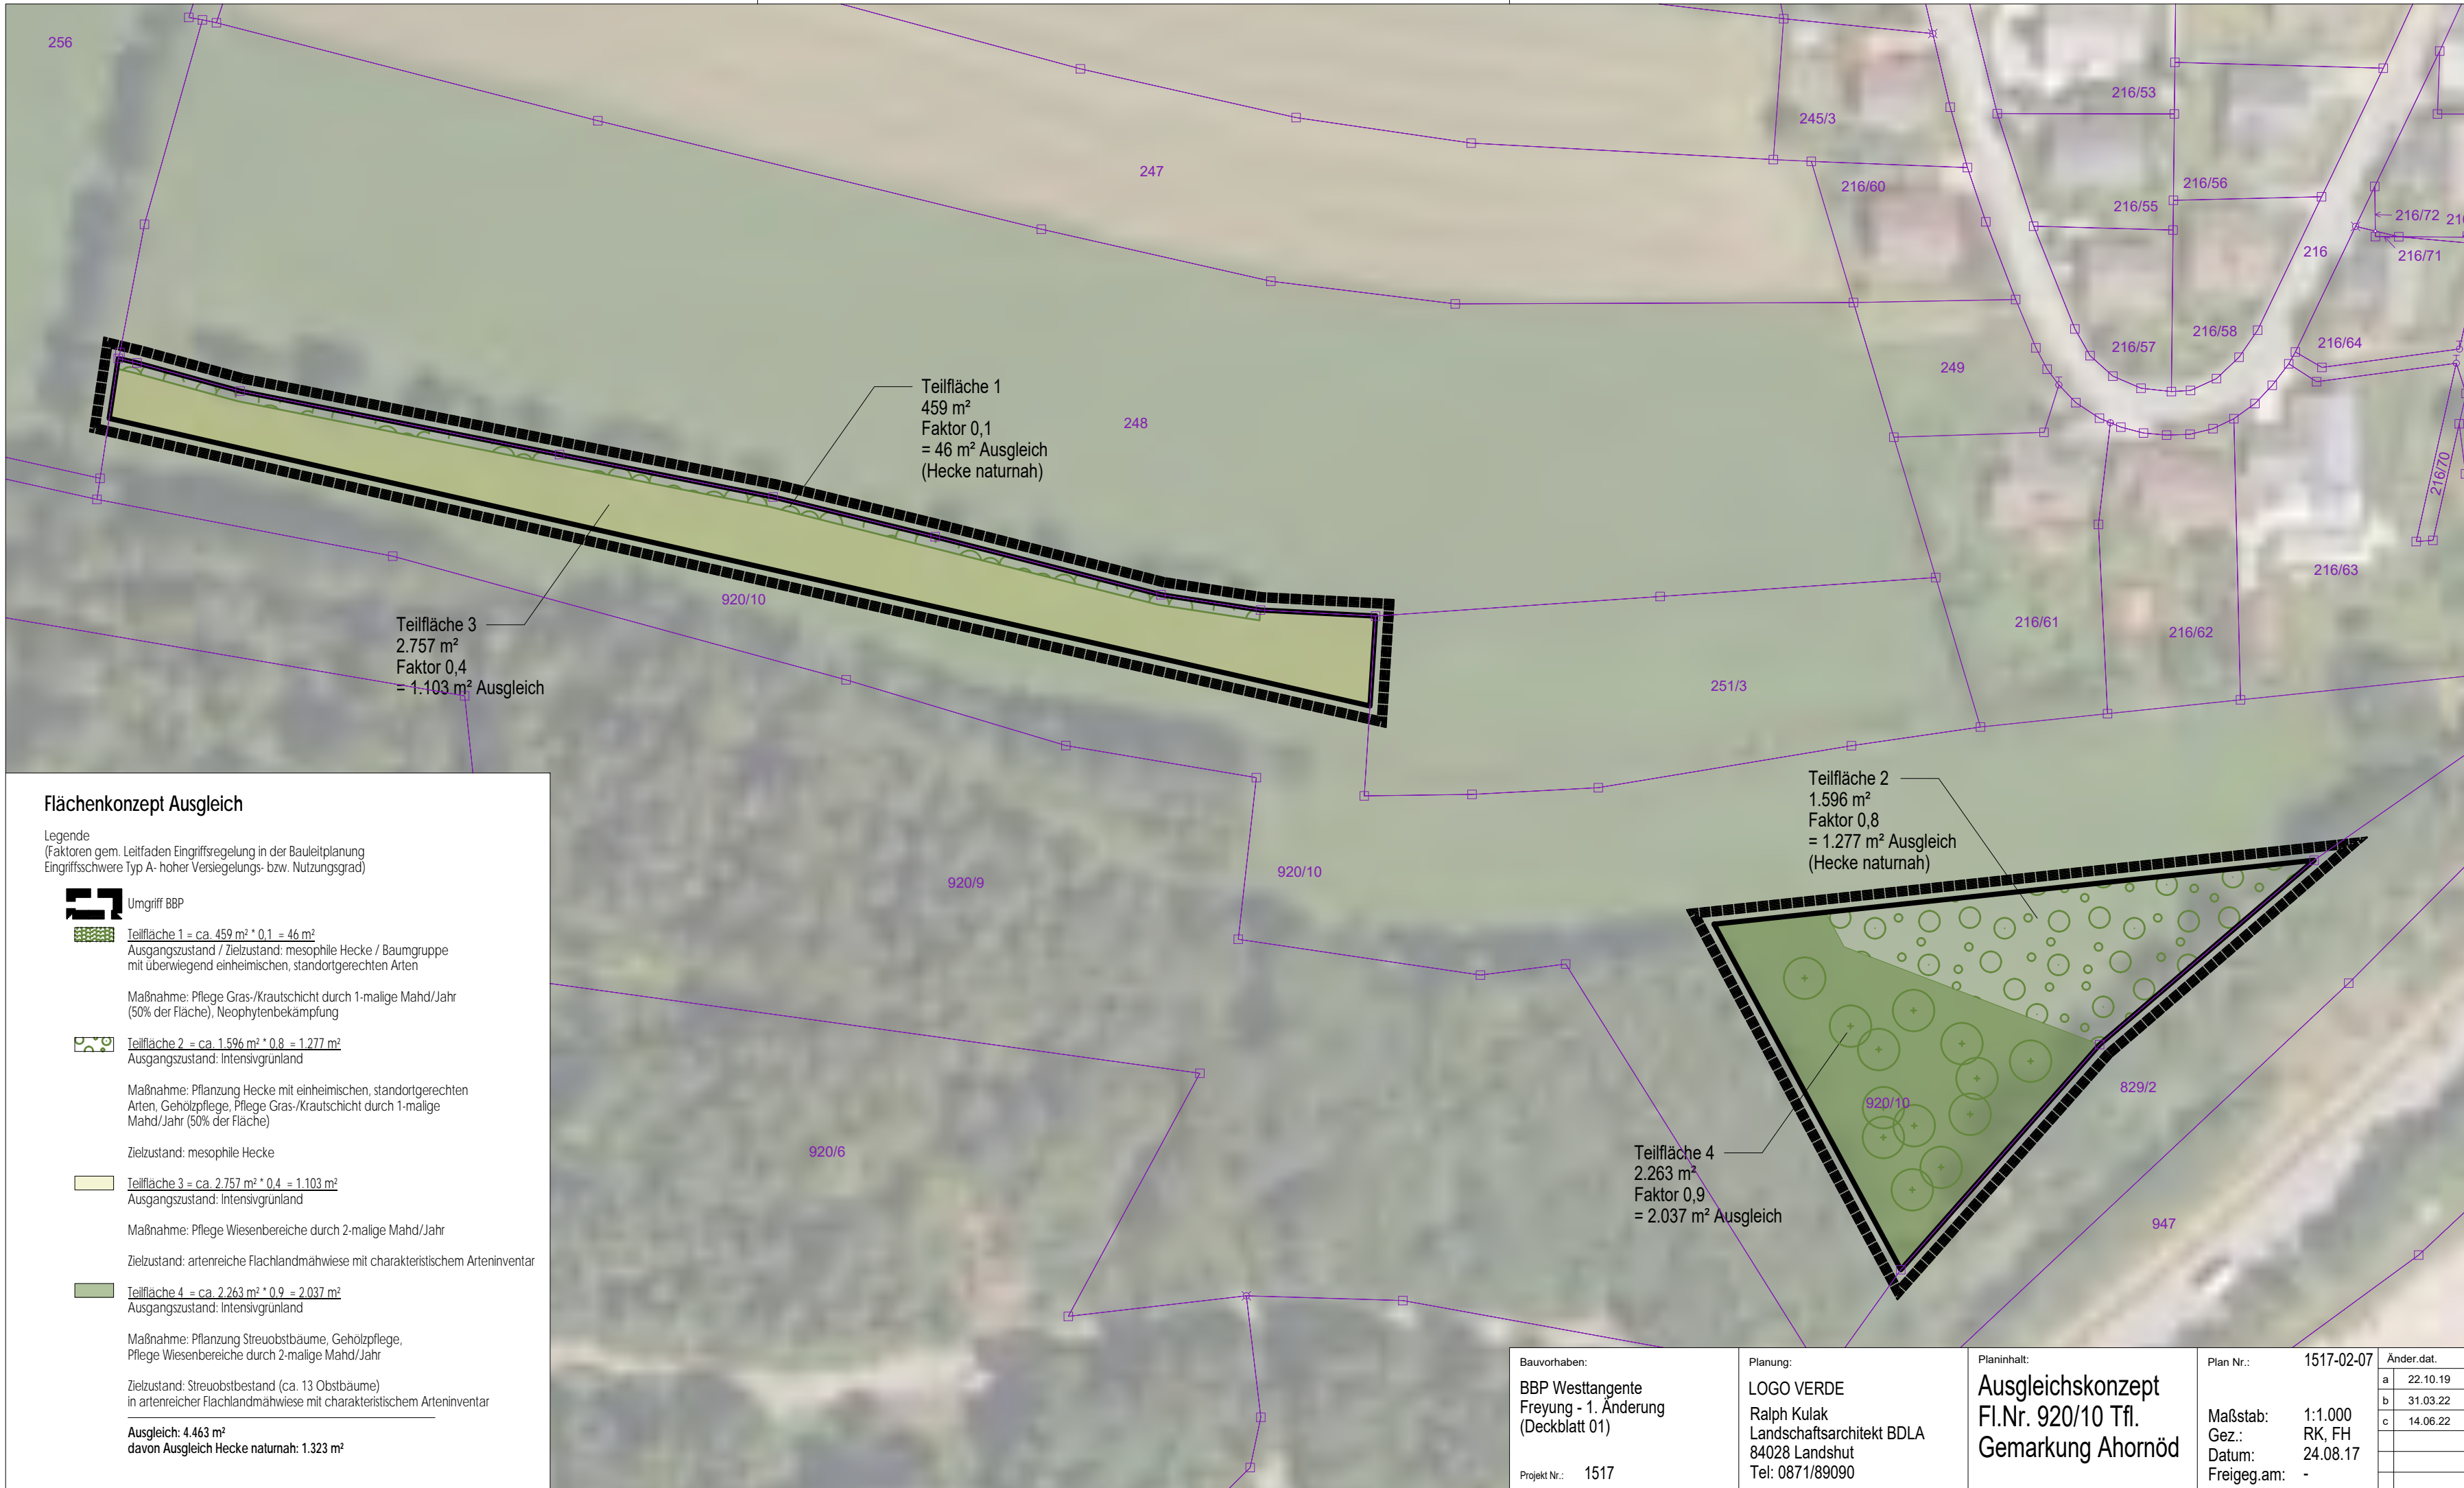 256
247
245/3
216/53
216/60
216/56
216/55
216/72
216/71
216
216/58
216/57
216/64
249
248
216/70
216/63
216/61
216/62
251/3
Teilfläche 1
459 m²
Faktor 0,1
= 46 m² Ausgleich
(Hecke naturnah)
920/10
Teilfläche 3
2.757 m²
Faktor 0,4
= 1.103 m² Ausgleich
Teilfläche 2
1.596 m²
Faktor 0,8
= 1.277 m² Ausgleich
(Hecke naturnah)
920/9
920/10
920/6
829/2
920/10
Teilfläche 4
2.263 m²
Faktor 0,9
= 2.037 m² Ausgleich
947
Flächenkonzept Ausgleich
Legende
(Faktoren gem. Leitfaden Eingriffsregelung in der Bauleitplanung
Eingriffsschwere Typ A- hoher Versiegelungs- bzw. Nutzungsgrad)
Umgriff BBP
Teilfläche 1 = ca. 459 m² * 0,1 = 46 m²
Ausgangszustand / Zielzustand: mesophile Hecke / Baumgruppe
mit überwiegend einheimischen, standortgerechten Arten
Maßnahme: Pflege Gras-/Krautschicht durch 1-malige Mahd/Jahr
(50% der Fläche), Neophytenbekämpfung
Teilfläche 2 = ca. 1.596 m² * 0,8 = 1.277 m²
Ausgangszustand: Intensivgrünland
Maßnahme: Pflanzung Hecke mit einheimischen, standortgerechten
Arten, Gehölzpflege, Pflege Gras-/Krautschicht durch 1-malige
Mahd/Jahr (50% der Fläche)
Zielzustand: mesophile Hecke
Teilfläche 3 = ca. 2.757 m² * 0,4 = 1.103 m²
Ausgangszustand: Intensivgrünland
Maßnahme: Pflege Wiesenbereiche durch 2-malige Mahd/Jahr
Zielzustand: artenreiche Flachlandmähwiese mit charakteristischem Arteninventar
Teilfläche 4 = ca. 2.263 m² * 0,9 = 2.037 m²
Ausgangszustand: Intensivgrünland
Maßnahme: Pflanzung Streuobstbäume, Gehölzpflege,
Pflege Wiesenbereiche durch 2-malige Mahd/Jahr
Zielzustand: Streuobstbestand (ca. 13 Obstbäume)
in artenreicher Flachlandmähwiese mit charakteristischem Arteninventar
Ausgleich: 4.463 m²
davon Ausgleich Hecke naturnah: 1.323 m²
Bauvorhaben:
BBP Westtangente
Freyung - 1. Änderung
(Deckblatt 01)
Projekt Nr.: 1517
Planung:
LOGO VERDE
Ralph Kulak
Landschaftsarchitekt BDLA
84028 Landshut
Tel: 0871/89090
Planinhalt:
Ausgleichskonzept
Fl.Nr. 920/10 Tfl.
Gemarkung Ahornöd
Plan Nr.: 1517-02-07
Maßstab: 1:1.000
Gez.: RK, FH
Datum: 24.08.17
Freigeg.am: -
Änder.dat.
a 22.10.19
b 31.03.22
c 14.06.22